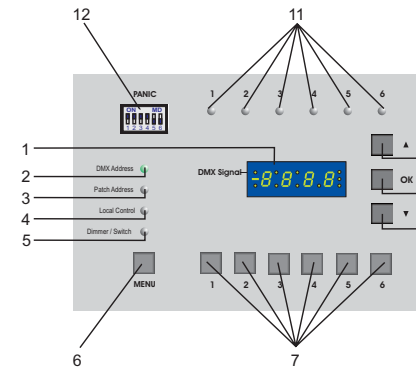 12
11
PANIC
ON MD
1 2 3 4 5 6
1 2 3 4 5 6
1
DMX Address
2
DMX Signal
-8.8.8.8.
▲
Patch Address
3
OK
Local Control
4
▼
Dimmer / Switch
5
MENU
1 2 3 4 5 6
6
7